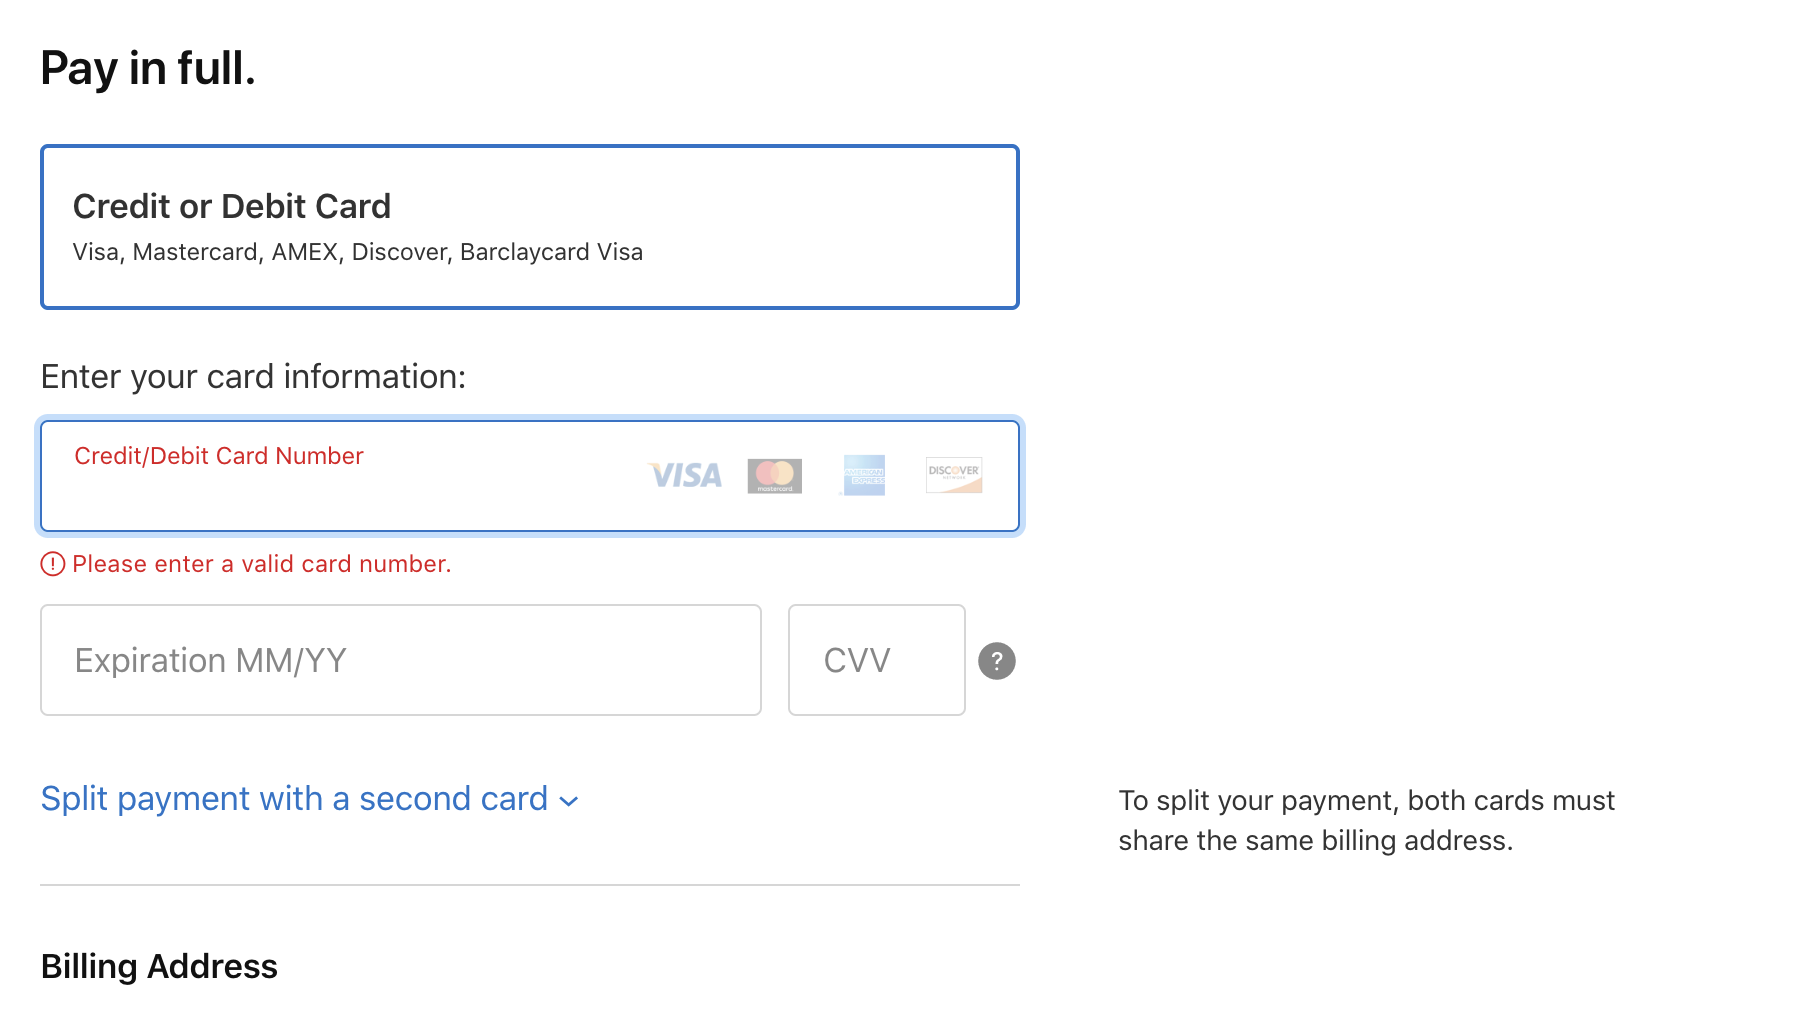 Pay in full.
Credit or Debit Card
Visa, Mastercard, AMEX, Discover, Barclaycard Visa
Enter your card information:
Credit/Debit Card Number
VISA
mastercard
AMERICAN
EXPRESS
DISCOVER
NETWORK
! Please enter a valid card number.
Expiration MM/YY
CVV
?
Split payment with a second card
To split your payment, both cards must
share the same billing address.
Billing Address